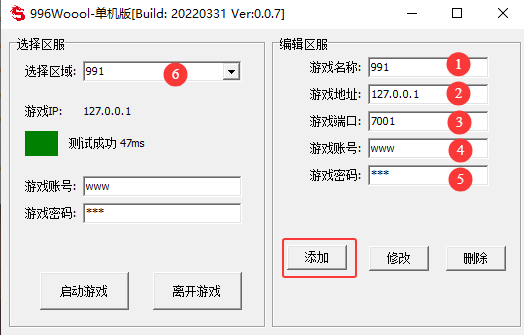 996Woool-单机版[Build: 20220331 Ver:0.0.7]
选择区服
选择区域: 991 6
游戏IP: 127.0.0.1
测试成功 47ms
游戏账号: www
游戏密码: ***
启动游戏 离开游戏
编辑区服
游戏名称: 991 1
游戏地址: 127.0.0.1 2
游戏端口: 7001 3
游戏账号: www 4
游戏密码: *** 5
添加 修改 删除